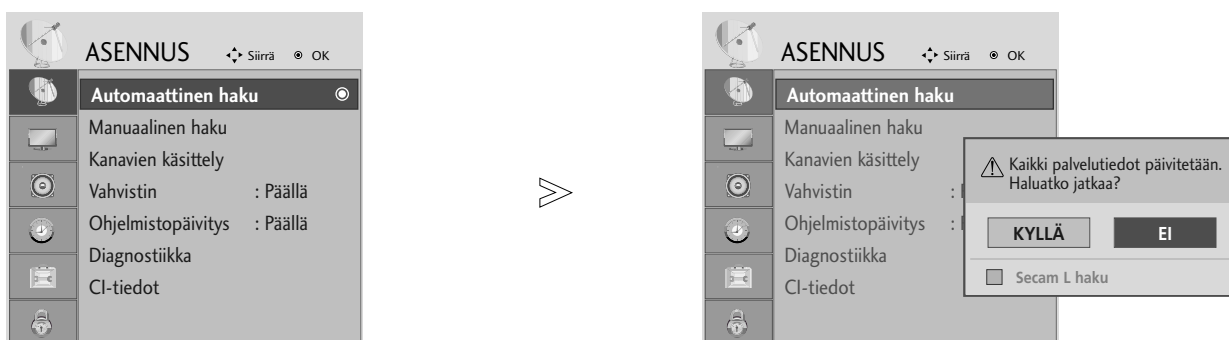 ASENNUS Siirrä OK
Automaattinen haku
Manuaalinen haku
Kanavien käsittely
Vahvistin : Päällä
Ohjelmistopäivitys : Päällä
Diagnostiikka
CI-tiedot
ASENNUS Siirrä OK
Automaattinen haku
Manuaalinen haku
Kanavien käsittely
Vahvistin :
Ohjelmistopäivitys :
Diagnostiikka
CI-tiedot
Kaikki palvelutiedot päivitetään.
Haluatko jatkaa?
KYLLÄ EI
Secam L haku